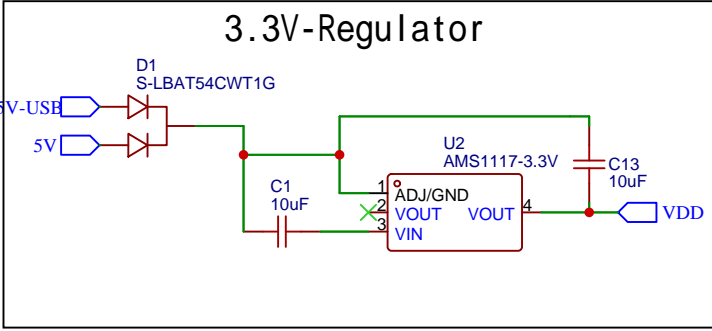 3.3V-Regulator
D1
S-LBAT54CWT1G
5V-USB
5V
U2
AMS1117-3.3V
C13
10uF
C1
10uF
1
ADJ/GND
2
VOUT
VOUT
4
VDD
3
VIN